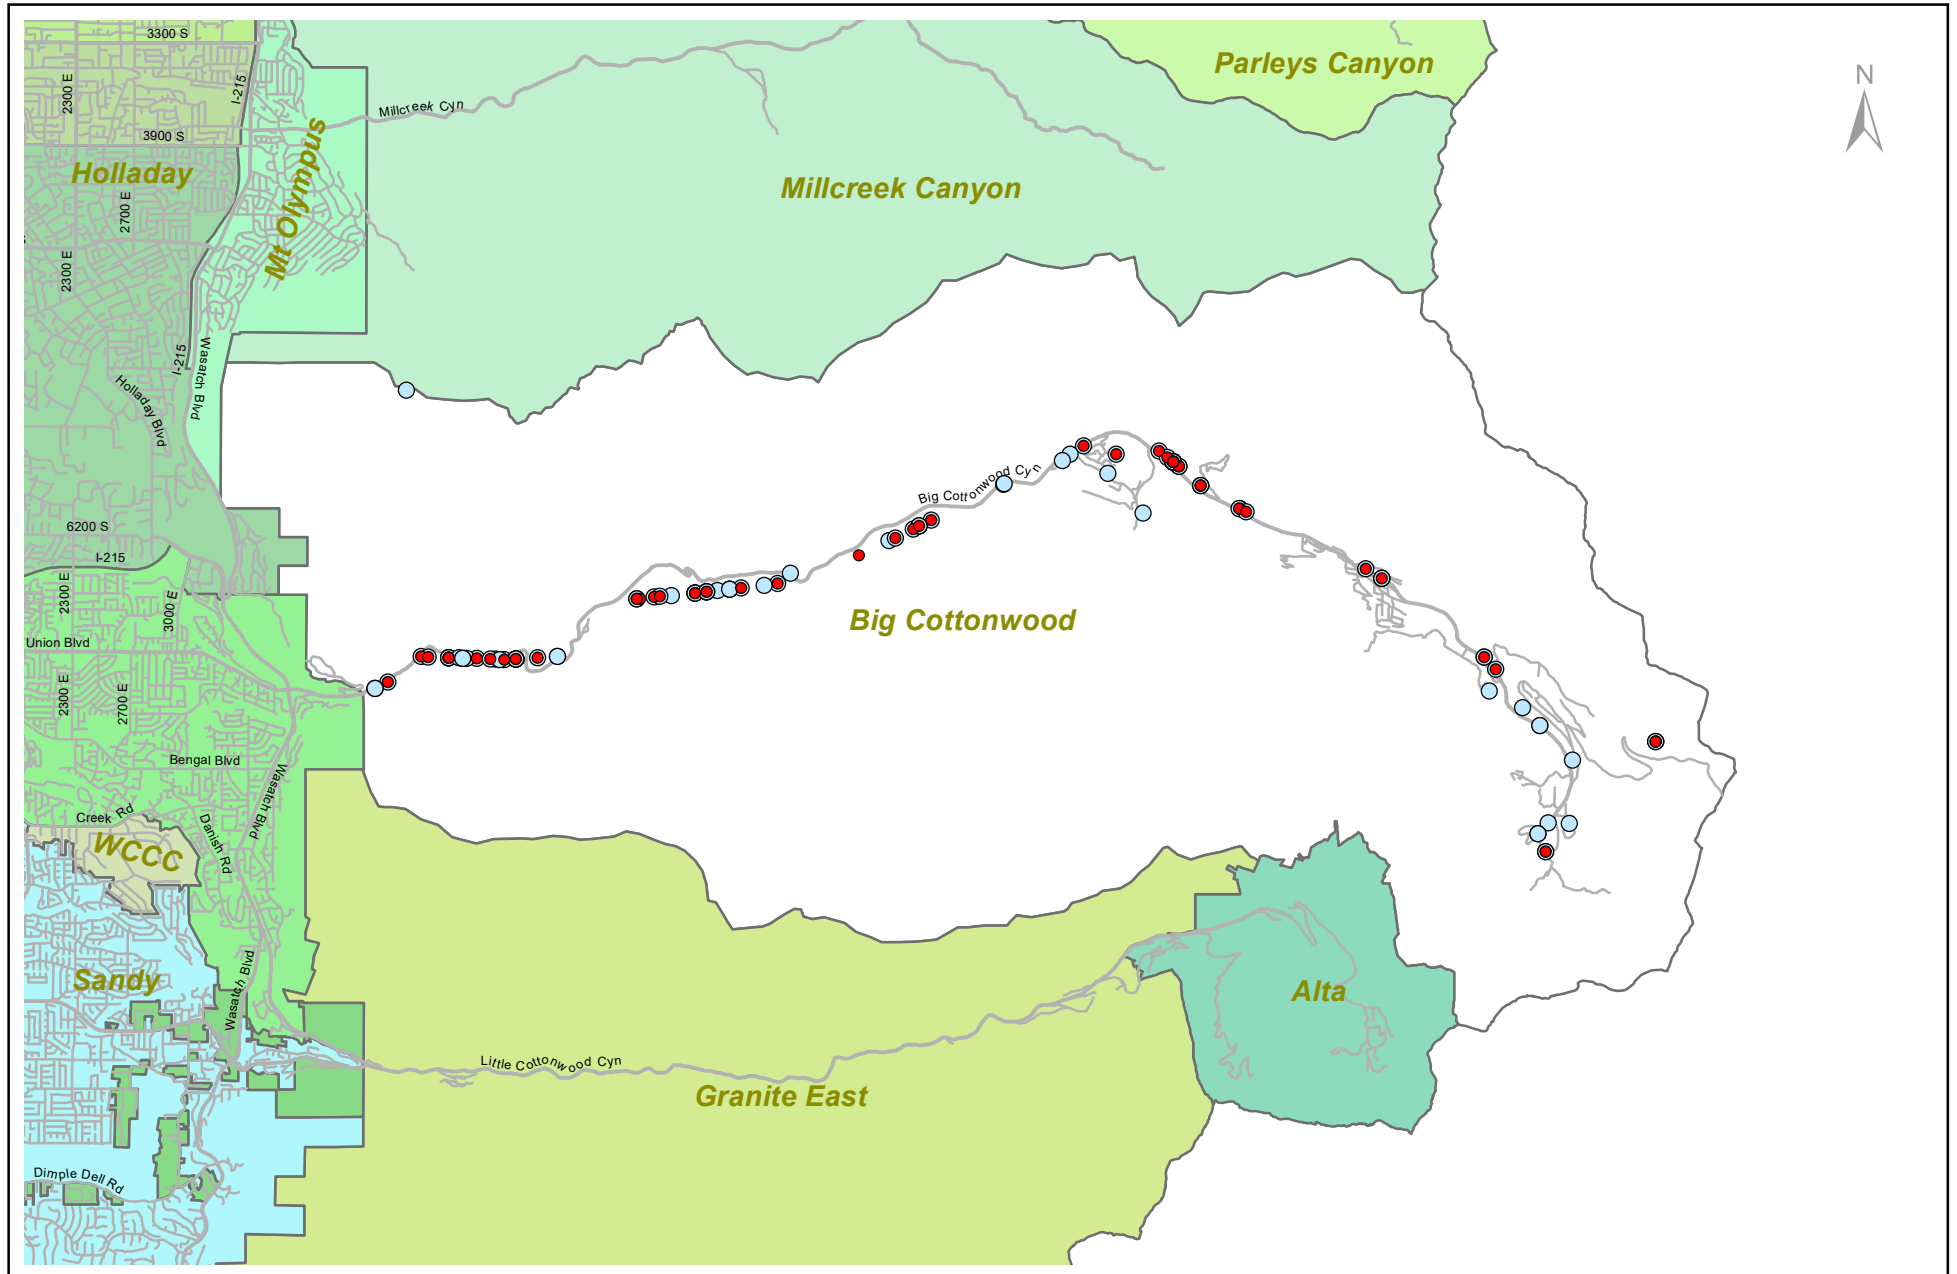 3300 S
Parleys Canyon
N
2300 E
I-215
Millcreek Cyn
3900 S
Mt Olympus
Holladay
Millcreek Canyon
2700 E
2300 E
I-215
Wasatch Blvd
Holladay Blvd
Big Cottonwood Cyn
6200 S
I-215
2300 E
3000 E
Big Cottonwood
Union Blvd
2300 E
2700 E
Bengal Blvd
Wasatch Blvd
Creek Rd
Danish Rd
WCCC
Sandy
Wasatch Blvd
Alta
Little Cottonwood Cyn
Granite East
Dimple Dell Rd